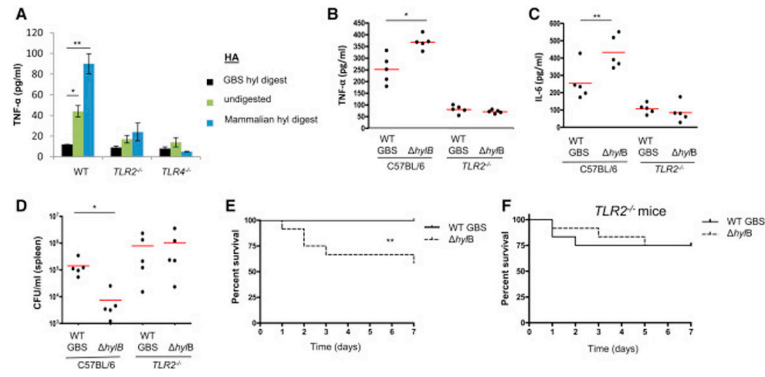 A
HA
TNF-α (pg/ml)
120
100
80
60
40
20
0
**
*
GBS hyl digest
undigested
Mammalian hyl digest
WT
TLR2-/-
TLR4-/-
B
TNF-α (pg/ml)
450
400
350
300
250
200
150
100
50
0
*
WT GBS
ΔhylB
WT GBS
ΔhylB
C57BL/6
TLR2-/-
C
IL-6 (pg/ml)
600
500
400
300
200
100
0
**
WT GBS
ΔhylB
WT GBS
ΔhylB
C57BL/6
TLR2-/-
D
CFU/ml (spleen)
*
WT GBS
ΔhylB
WT GBS
ΔhylB
C57BL/6
TLR2-/-
E
Percent survival
100
75
50
25
0
0 1 2 3 4 5 6 7
Time (days)
**
WT GBS
ΔhylB
F
TLR2-/- mice
Percent survival
100
75
50
25
0
0 1 2 3 4 5 6 7
Time (days)
WT GBS
ΔhylB